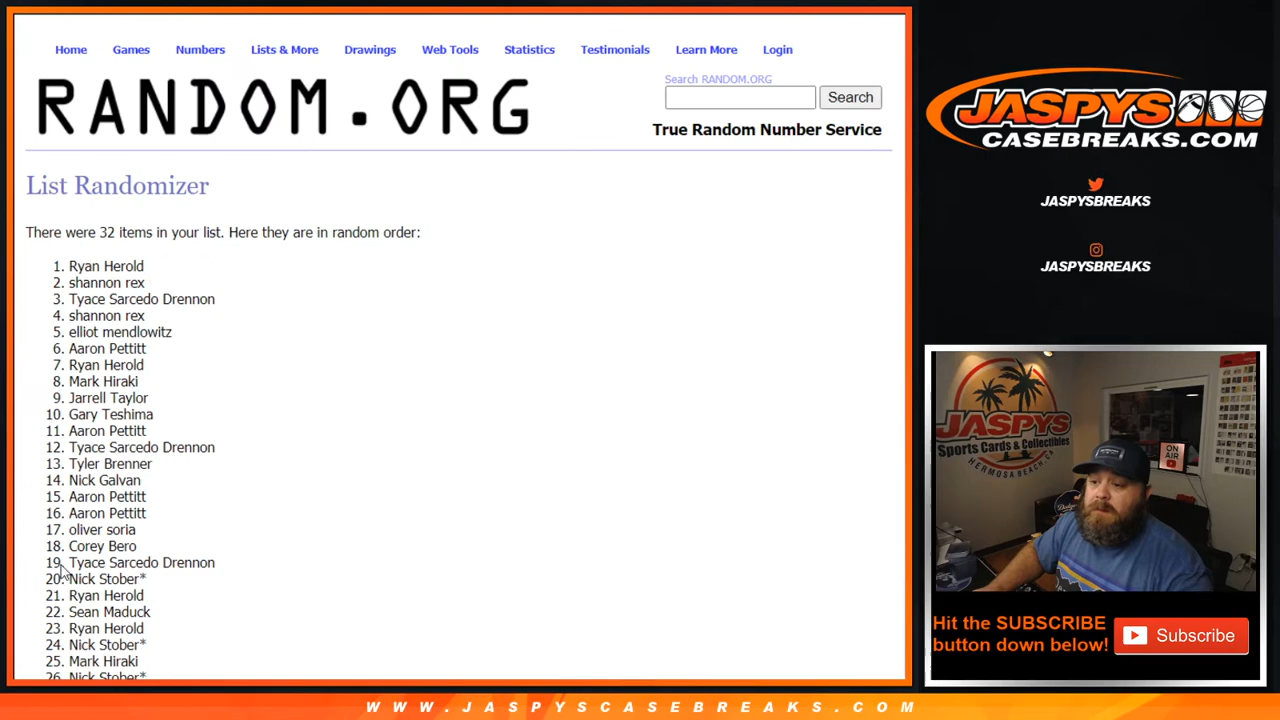 Home Games Numbers Lists & More Drawings Web Tools Statistics Testimonials Learn More Login
RANDOM.ORG
Search RANDOM.ORG
Search
True Random Number Service
List Randomizer
There were 32 items in your list. Here they are in random order:
1. Ryan Herold
2. shannon rex
3. Tyace Sarcedo Drennon
4. shannon rex
5. elliot mendlowitz
6. Aaron Pettitt
7. Ryan Herold
8. Mark Hiraki
9. Jarrell Taylor
10. Gary Teshima
11. Aaron Pettitt
12. Tyace Sarcedo Drennon
13. Tyler Brenner
14. Nick Galvan
15. Aaron Pettitt
16. Aaron Pettitt
17. oliver soria
18. Corey Bero
19. Tyace Sarcedo Drennon
20. Nick Stober*
21. Ryan Herold
22. Sean Maduck
23. Ryan Herold
24. Nick Stober*
25. Mark Hiraki
26. Nick Stober*
JASPYS
CASEBREAKS.COM
JASPYSBREAKS
JASPYSBREAKS
JASPYS
Sports Cards & Collectibles
HERMOSA BEACH, CA
ON AIR
Hit the SUBSCRIBE
button down below!
Subscribe
WWW.JASPYSCASEBREAKS.COM